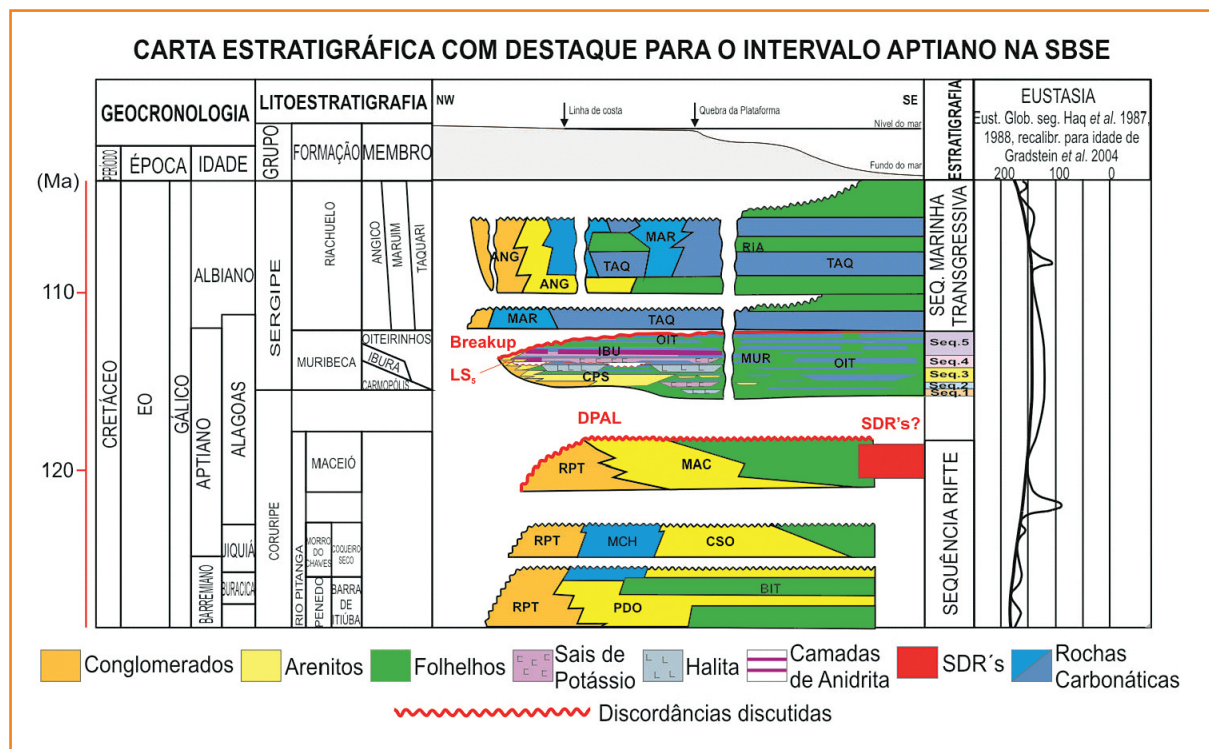 CARTA ESTRATIGRÁFICA COM DESTAQUE PARA O INTERVALO APTIANO NA SBSE
GEOCRONOLOGIA
LITOESTRATIGRAFIA
PERÍODO
ÉPOCA
IDADE
GRUPO
FORMAÇÃO
MEMBRO
NW
SE
Linha de costa
Quebra da Plataforma
Nível do mar
Fundo do mar
ESTRATIGRAFIA
EUSTASIA
Eust. Glob. seg. Haq et al. 1987,
1988, recalibr. para idade de
Gradstein et al. 2004
200
100
0
(Ma)
110
120
CRETÁCEO
EO
GÁLICO
ALBIANO
APTIANO
BARREMIANO
ALAGOAS
JIQUIÁ
BURACICA
SERGIPE
CORURIPE
RIACHUELO
ANGICO
MARUIM
TAQUARI
MURIBECA
OITEIRINHOS
IBURA
CARMOPÓLIS
MACEIÓ
RIO PITANGA
MORRO
DO
CHAVES
COQUEIRO
SECO
PENEDO
BARRA
DE
ITIÚBA
ANG
ANG
TAQ
MAR
RIA
TAQ
MAR
TAQ
Breakup
LS5
OIT
IBU
CPS
MUR
OIT
DPAL
SDR's?
RPT
MAC
RPT
MCH
CSO
RPT
PDO
BIT
SEQ. MARINHA
TRANSGRESSIVA
Seq.5
Seq.4
Seq.3
Seq.2
Seq.1
SEQUÊNCIA RIFTE
Conglomerados
Arenitos
Folhelhos
Sais de
Potássio
Halita
Camadas
de Anidrita
SDR´s
Rochas
Carbonáticas
Discordâncias discutidas